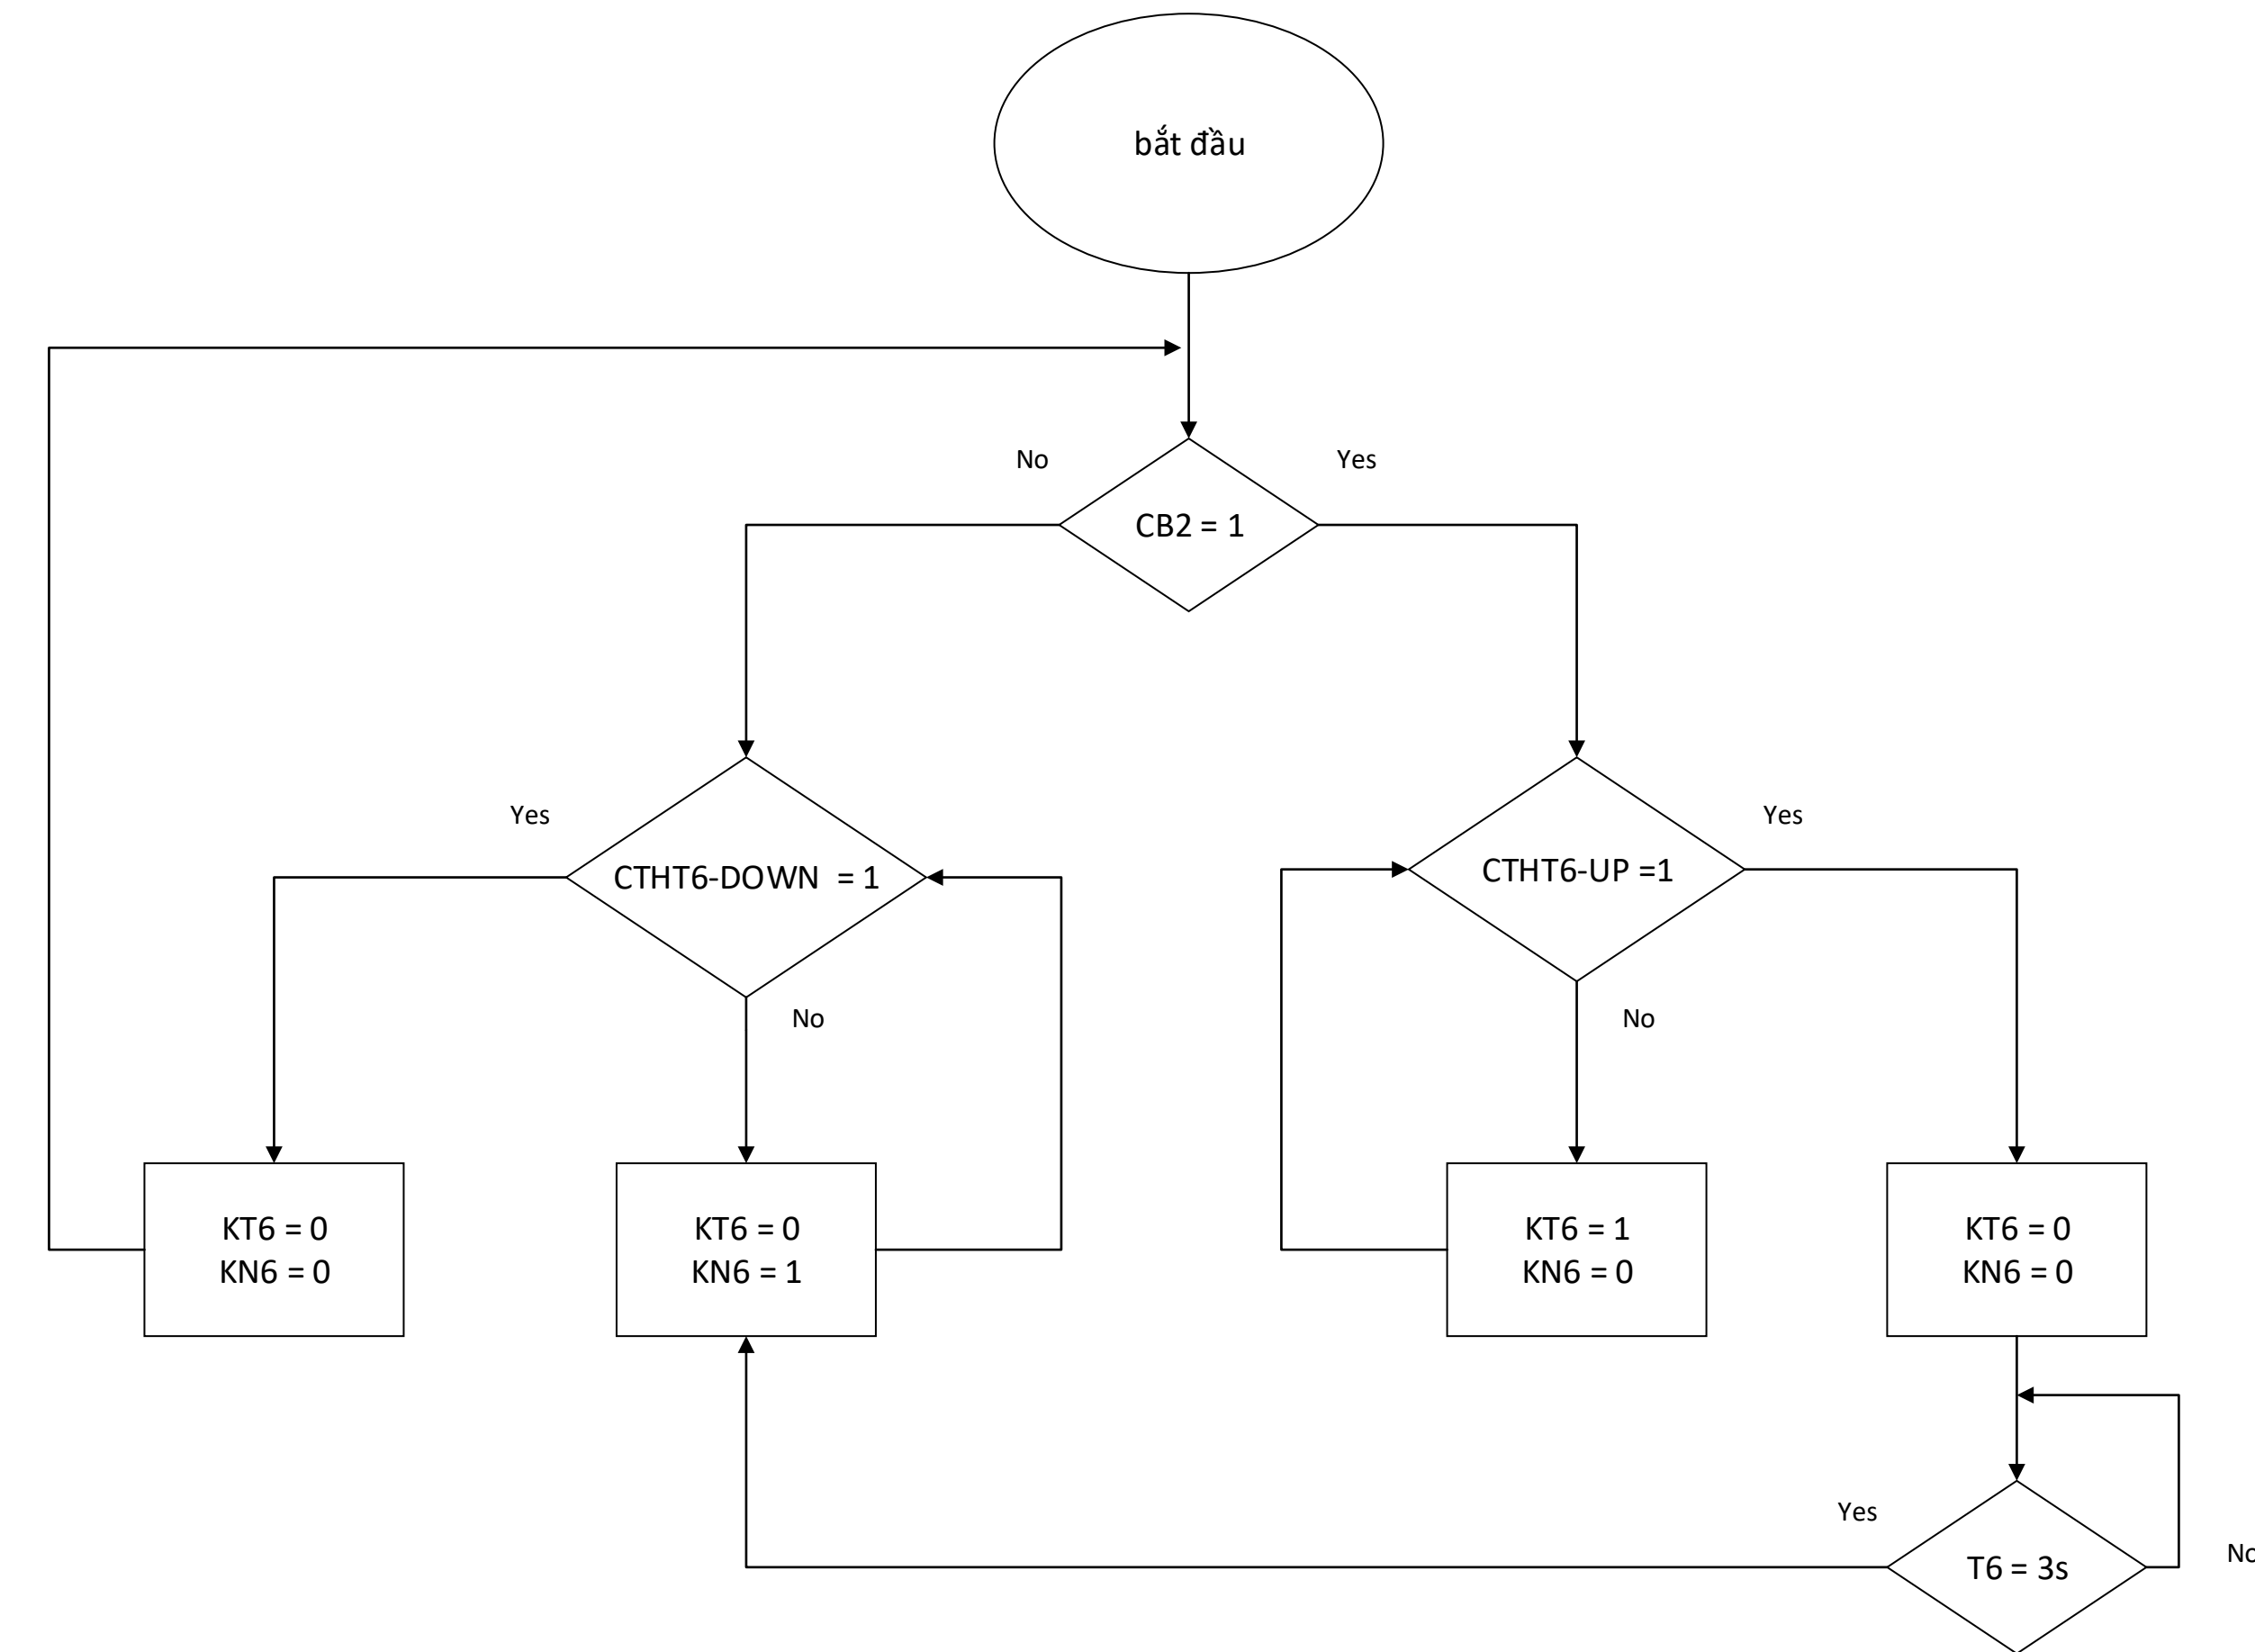 bắt đầu
No
Yes
CB2 = 1
Yes
CTHT6-DOWN = 1
CTHT6-UP =1
Yes
No
No
KT6 = 0
KN6 = 0
KT6 = 0
KN6 = 1
KT6 = 1
KN6 = 0
KT6 = 0
KN6 = 0
Yes
T6 = 3s
No